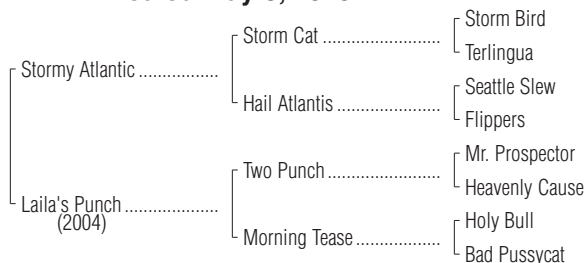 Storm Bird
Storm Cat ........................
Terlingua
Stormy Atlantic ..................
Seattle Slew
Hail Atlantis ........................
Flippers
Mr. Prospector
Two Punch ..........................
Heavenly Cause
Laila's Punch .....................
(2004)
Holy Bull
Morning Tease ...................
Bad Pussycat